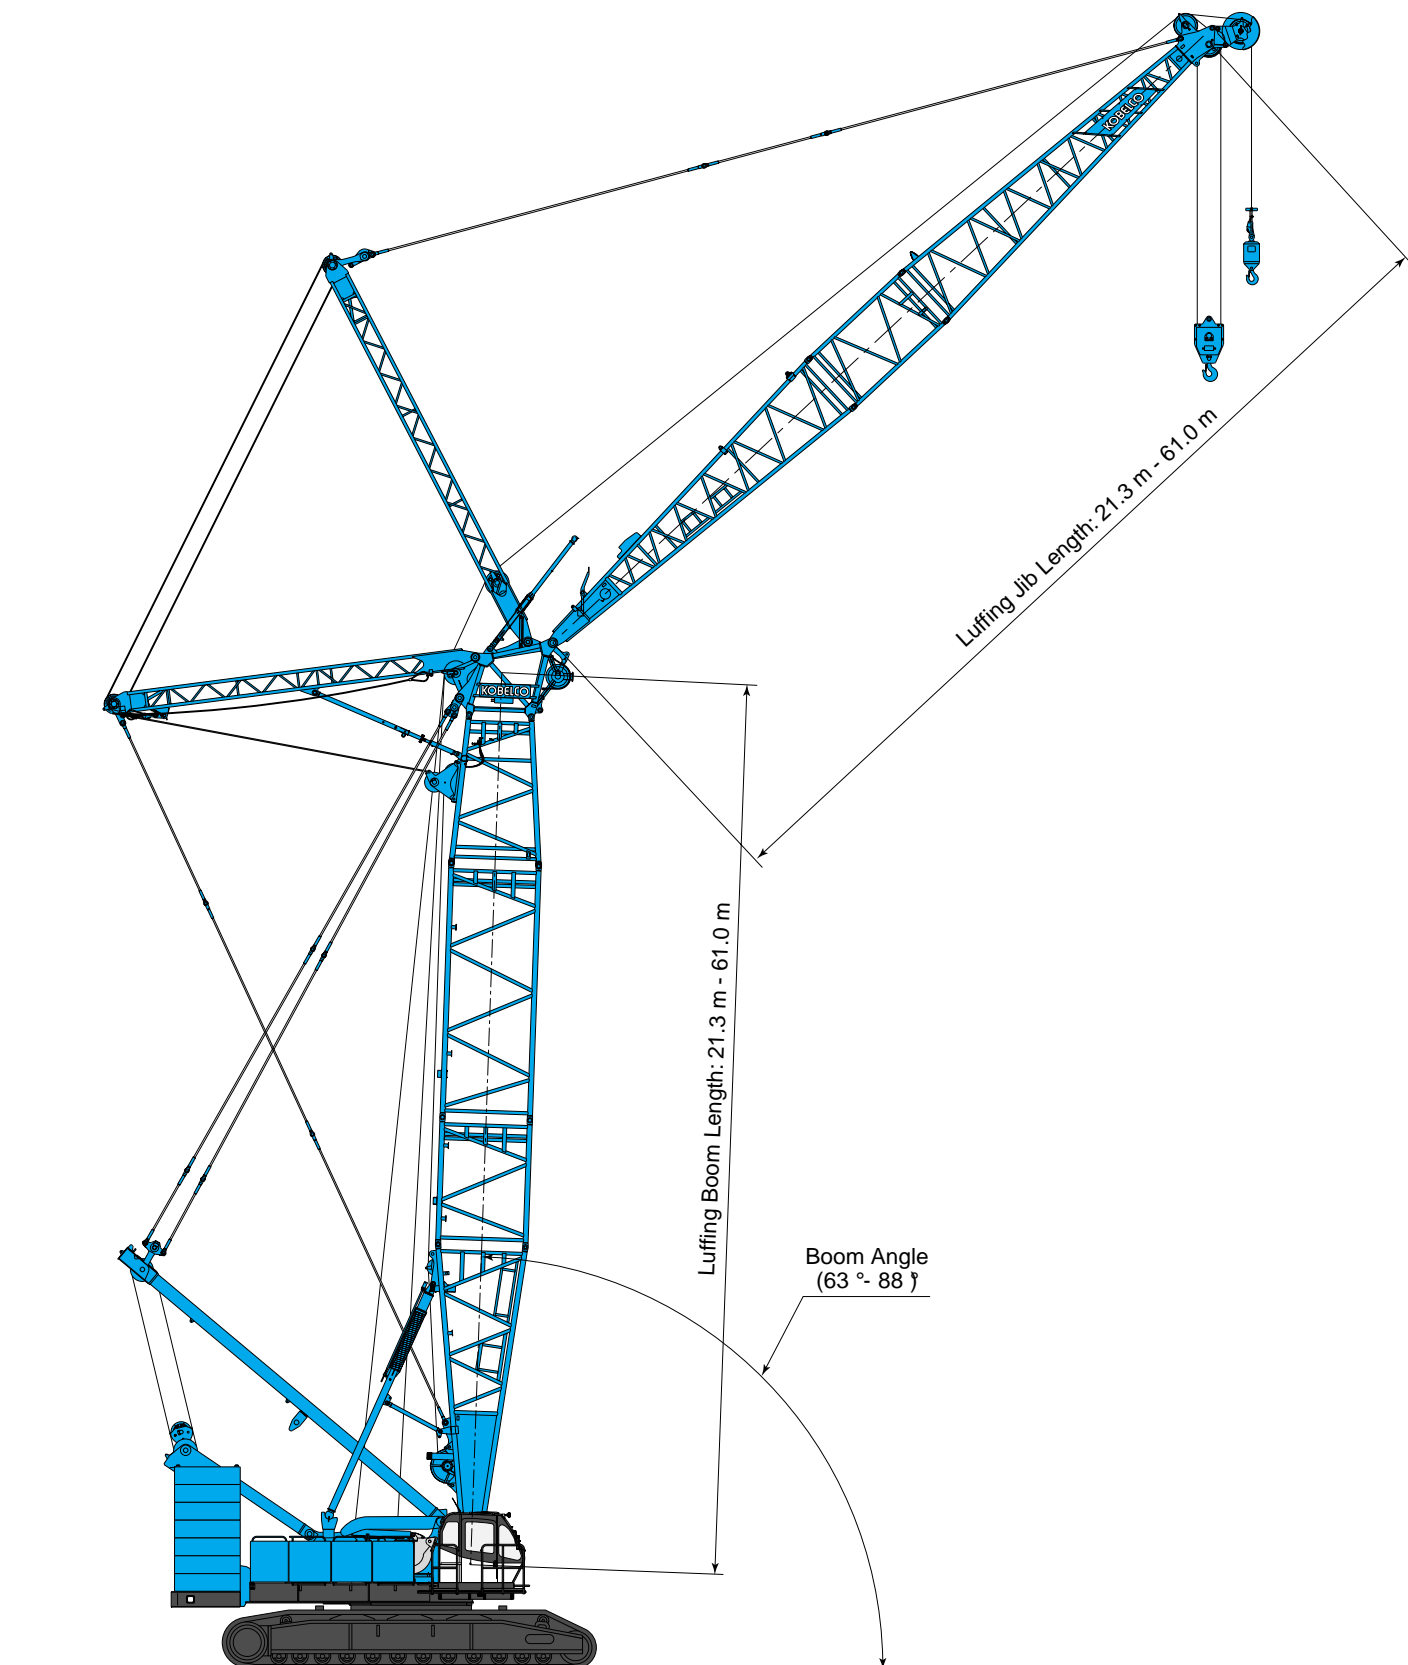 KOBELCO
Luffing Jib Length: 21.3 m - 61.0 m
KOBELCO
Luffing Boom Length: 21.3 m - 61.0 m
Boom Angle
(63 °- 88 °)